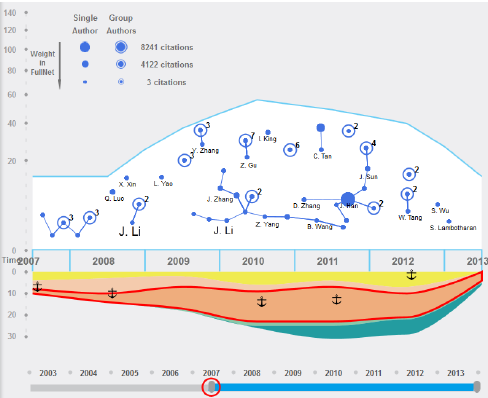 140
120
100
80
60
40
20
0
Single Author
Group Authors
Weight in FullNet
8241 citations
4122 citations
3 citations
3
Y. Zhang
3
7
Z. Gu
I. King
6
C. Tan
2
4
J. Sun
2
X. Xin
L. Yao
Q. Luo
2
J. Zhang
2
D. Zhang
J. Han
2
2
W. Tang
S. Wu
S. Lambotharan
3
3
J. Li
J. Li
Z. Yang
B. Wang
Time
2007 2008 2009 2010 2011 2012 2013
0
10
20
30
2003 2004 2005 2006 2007 2008 2009 2010 2011 2012 2013